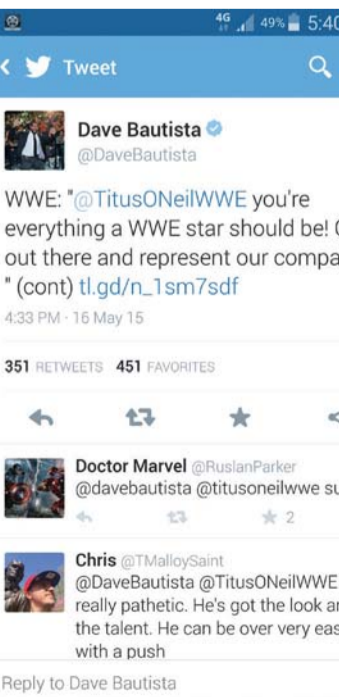 4G 49% 5:40
Tweet
Dave Bautista
@DaveBautista
WWE: "@TitusONeilWWE you're
everything a WWE star should be!
out there and represent our compa
" (cont) tl.gd/n_1sm7sdf
4:33 PM · 16 May 15
351 RETWEETS 451 FAVORITES
Doctor Marvel @RuslanParker
@davebautista @titusoneilwwe su
2
Chris @TMalloySaint
@DaveBautista @TitusONeilWWE
really pathetic. He's got the look a
the talent. He can be over very eas
with a push
Reply to Dave Bautista